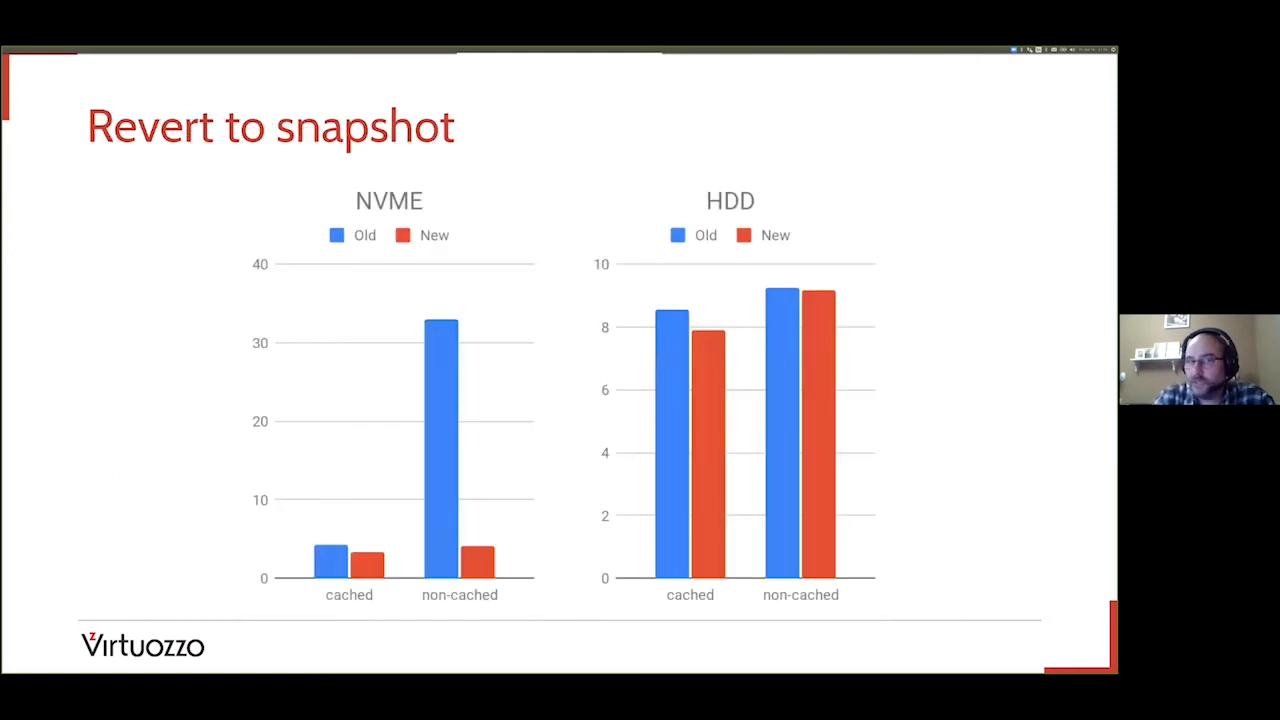 Revert to snapshot
NVME
Old New
40
30
20
10
0
cached non-cached
HDD
Old New
10
8
6
4
2
0
cached non-cached
Virtuozzo